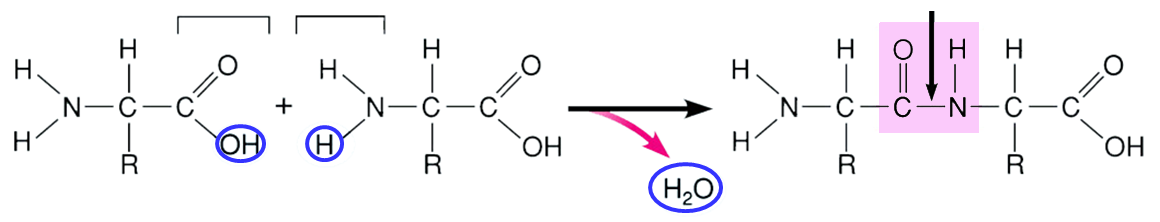 H H O H H O O H H H O
N C C + N C C N C C N C C
H R OH H R OH H R R OH
H₂O